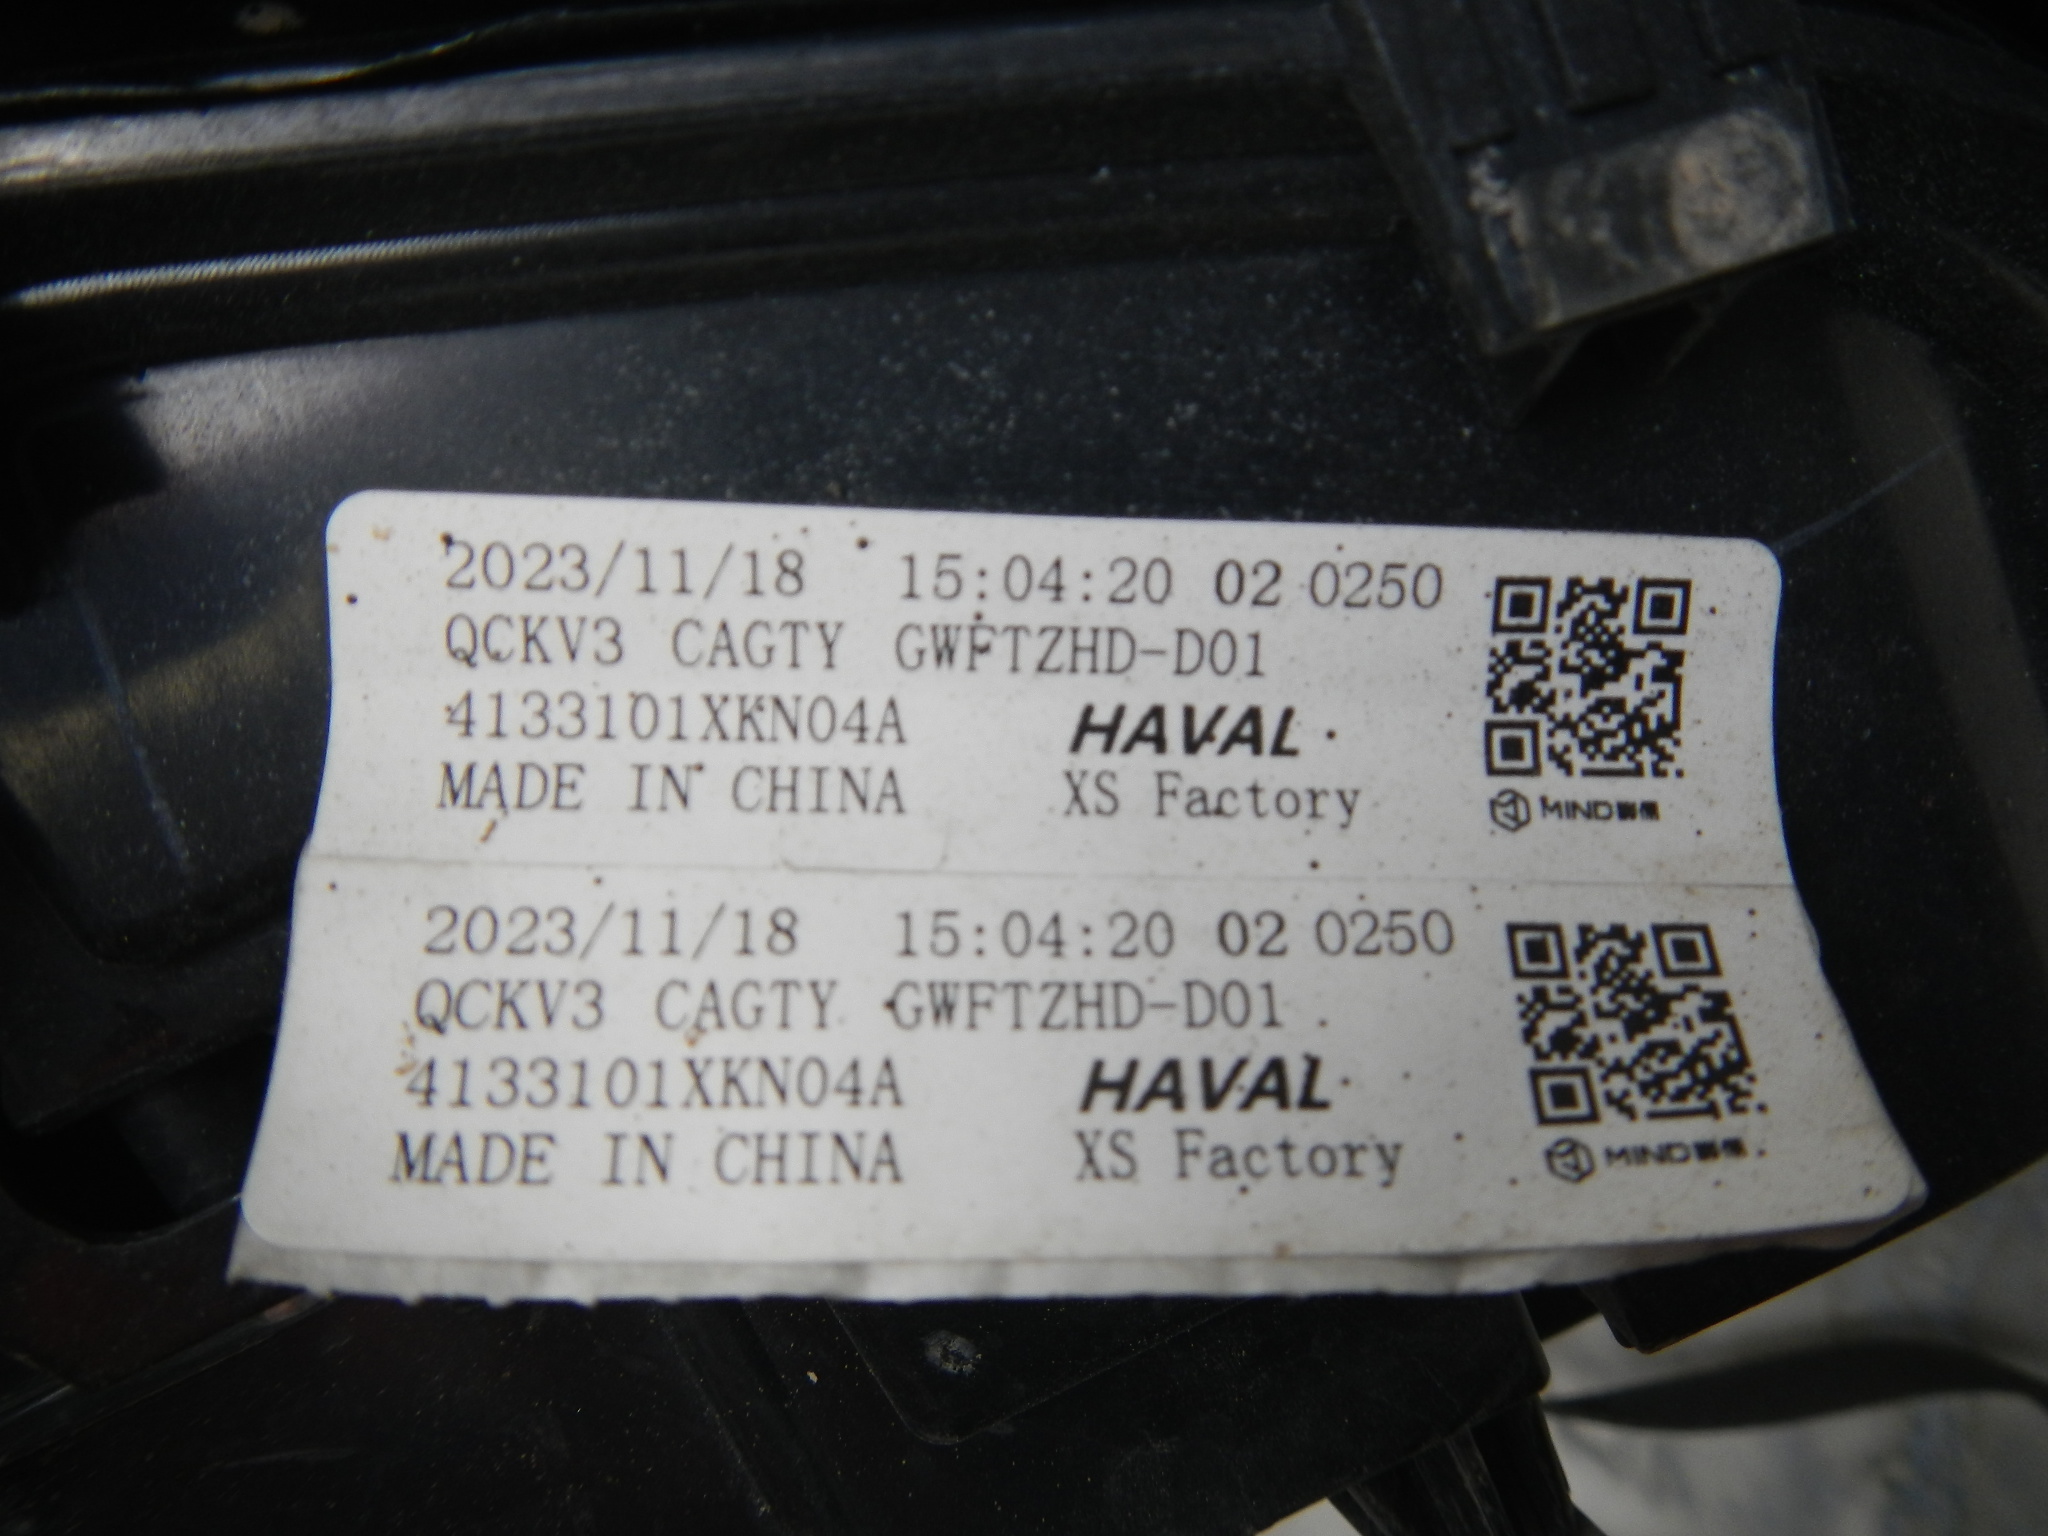 2023/11/18 15:04:20 02 0250
QCKV3 CAGTY GWFTZHD-D01
4133101XKN04A HAVAL
MADE IN CHINA XS Factory
MIND
2023/11/18 15:04:20 02 0250
QCKV3 CAGTY GWFTZHD-D01
4133101XKN04A HAVAL
MADE IN CHINA XS Factory
MIND